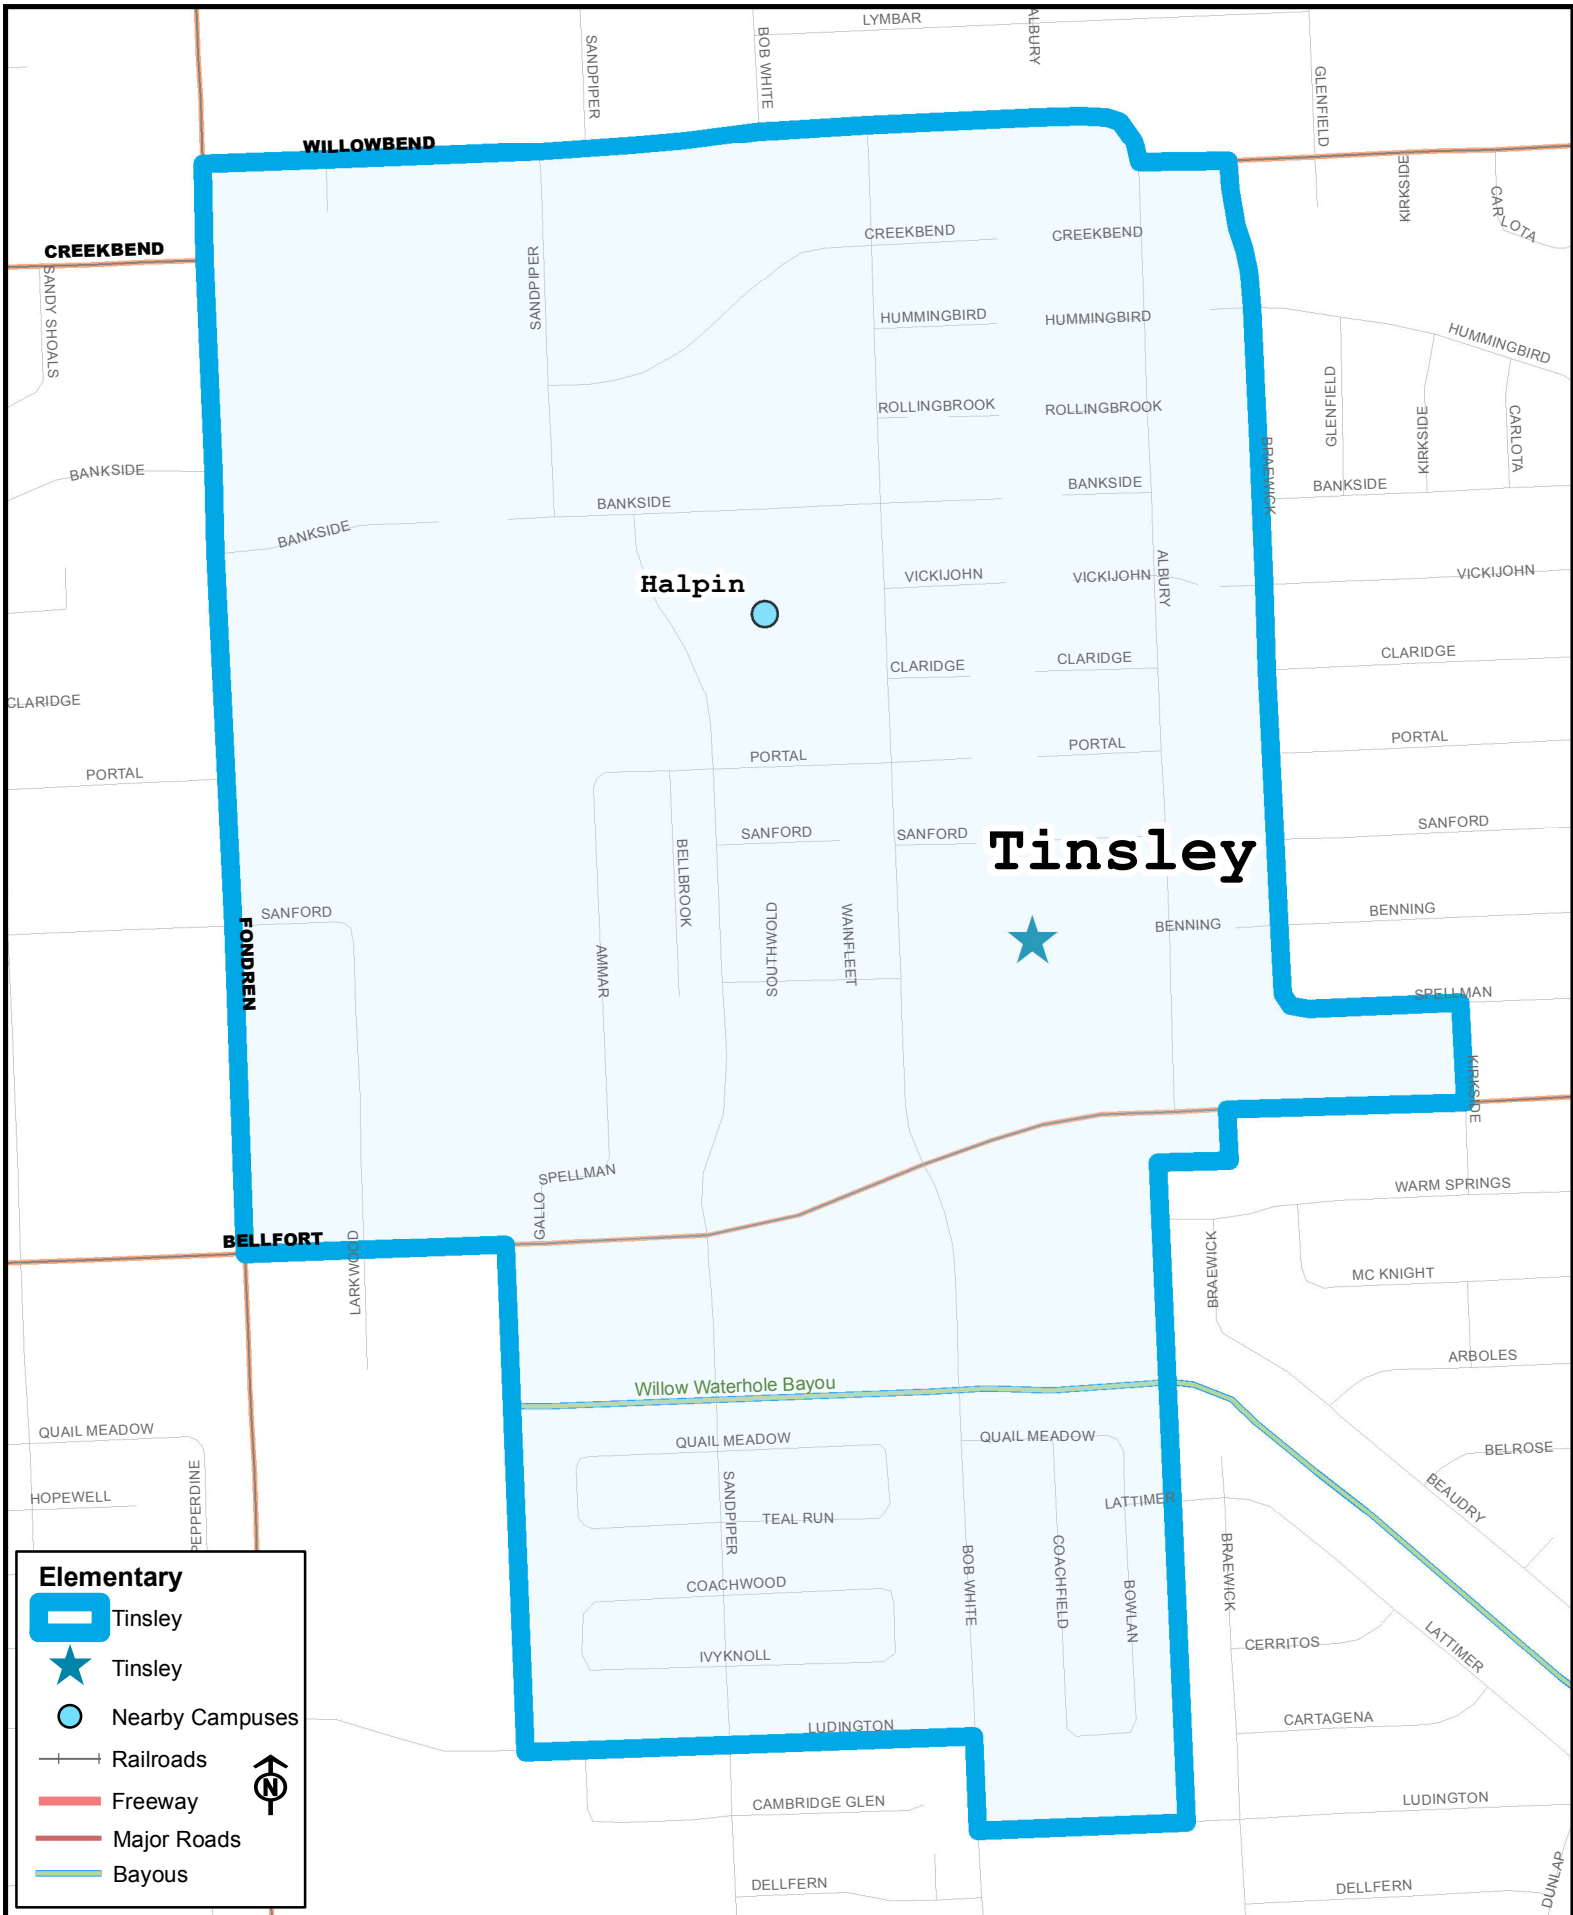 LYMBAR
ALBURY
SANDPIPER
BOB WHITE
GLENFIELD
WILLOWBEND
KIRKSIDE
CARLOTA
CREEKBEND
CREEKBEND
CREEKBEND
SANDY SHOALS
SANDPIPER
HUMMINGBIRD
HUMMINGBIRD
HUMMINGBIRD
GLENFIELD
ROLLINGBROOK
ROLLINGBROOK
KIRKSIDE
CARLOTA
BRAEWICK
BANKSIDE
BANKSIDE
BANKSIDE
BANKSIDE
BANKSIDE
Halpin
VICKIJOHN
VICKIJOHN
ALBURY
VICKIJOHN
CLARIDGE
CLARIDGE
CLARIDGE
CLARIDGE
PORTAL
PORTAL
PORTAL
PORTAL
SANFORD
SANFORD
SANFORD
Tinsley
BELLBROOK
SANFORD
FONDREN
SOUTHWOLD
WAINFLEET
AMMAR
BENNING
BENNING
SPELLMAN
KIRKSIDE
SPELLMAN
GALLO
WARM SPRINGS
BELLFORT
LARKWOOD
BRAEWICK
MC KNIGHT
ARBOLES
Willow Waterhole Bayou
QUAIL MEADOW
QUAIL MEADOW
QUAIL MEADOW
BELROSE
BEAUDRY
HOPEWELL
PEPPERDINE
SANDPIPER
TEAL RUN
LATTIMER
BOB WHITE
COACHFIELD
BOWLAN
BRAEWICK
COACHWOOD
IVYKNOLL
CERRITOS
LATTIMER
LUDINGTON
CARTAGENA
CAMBRIDGE GLEN
LUDINGTON
DELLFERN
DELLFERN
DUNLAP
Elementary
Tinsley
Tinsley
Nearby Campuses
Railroads
N
Freeway
Major Roads
Bayous